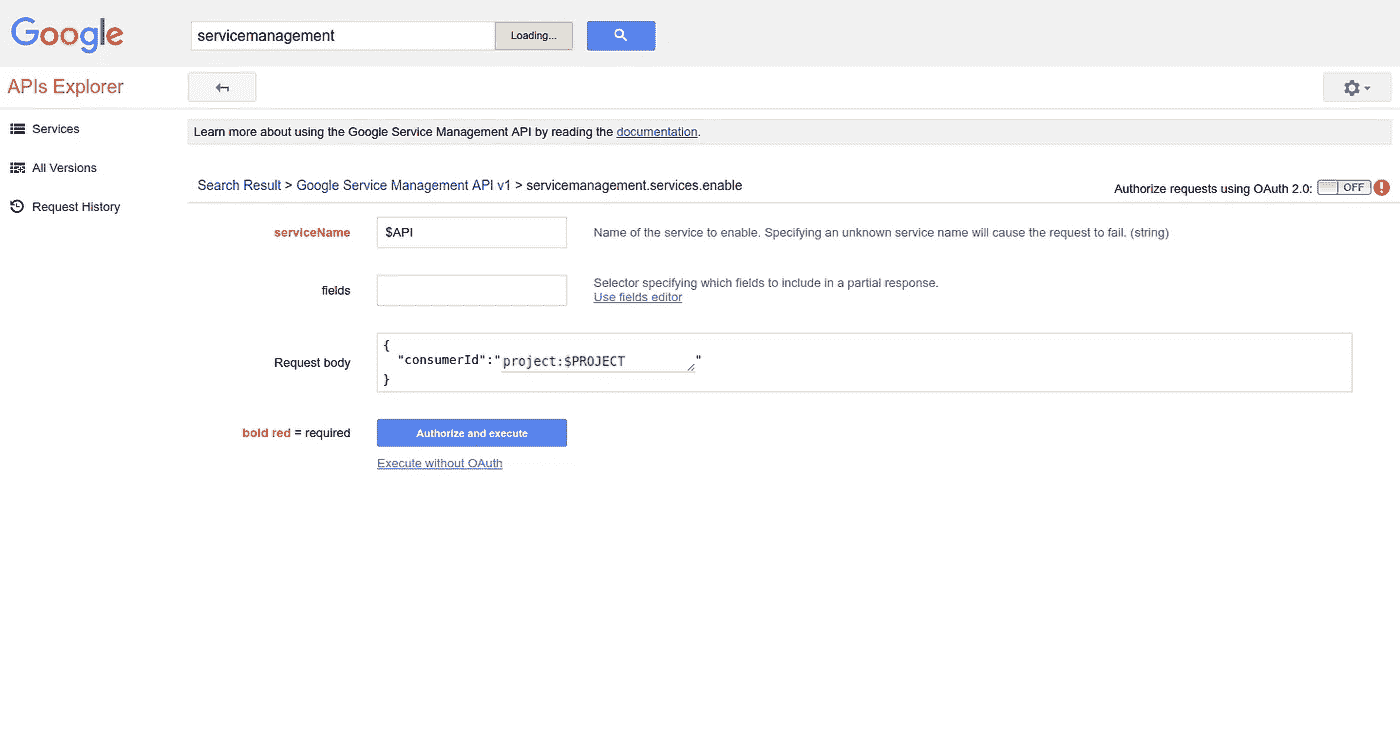 Google
servicemanagement
Loading...
APIs Explorer
Services
Learn more about using the Google Service Management API by reading the documentation.
All Versions
Search Result > Google Service Management API v1 > servicemanagement.services.enable
Authorize requests using OAuth 2.0: OFF !
Request History
serviceName $API Name of the service to enable. Specifying an unknown service name will cause the request to fail. (string)
fields
Selector specifying which fields to include in a partial response.
Use fields editor
Request body
{
"consumerId":"project:$PROJECT"
}
bold red = required
Authorize and execute
Execute without OAuth